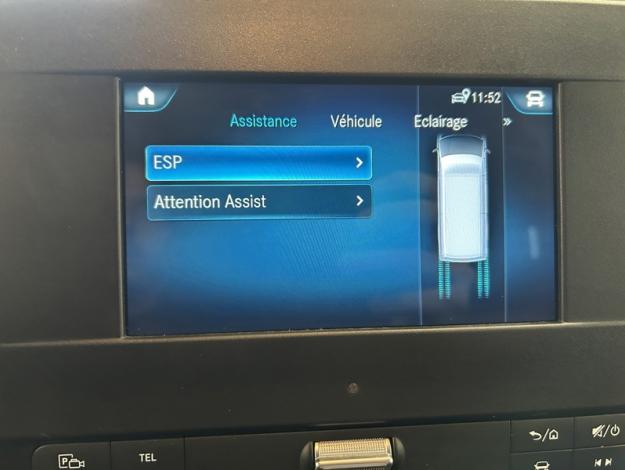 11:52
Assistance Véhicule Eclairage »
ESP >
Attention Assist >
P TEL